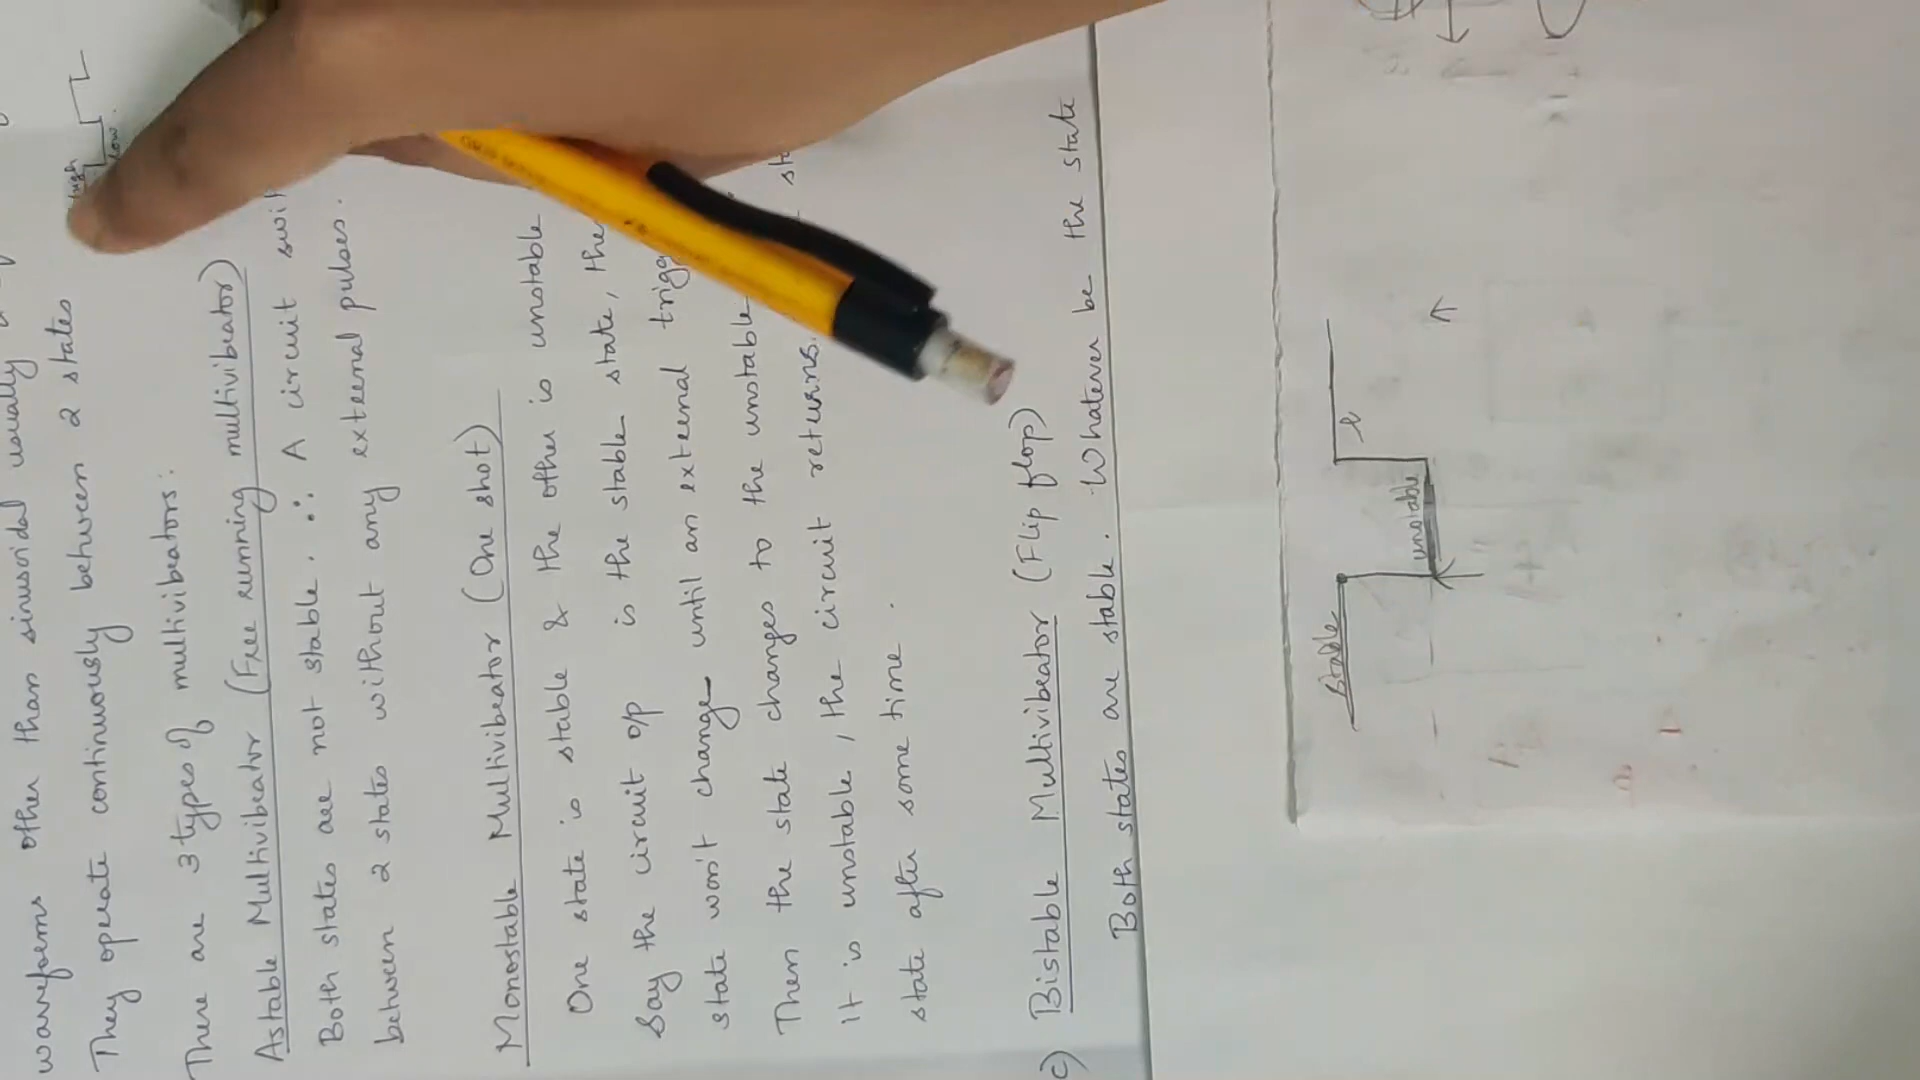 waveforms other than sinusoidal usually
They operate continuously between 2 states
high
low.
There are 3 types of multivibrators:
Astable Multivibrator (Free running multivibrator)
Both states are not stable. ∴ A circuit
between 2 states without any external pulses.
Monostable Multivibrator (One shot)
One state is stable & the other is unstable
Say the circuit o/p is the stable state, the
state won't change until an external
Then the state changes to the unstable
it is unstable, the circuit returns
state after some time.
c) Bistable Multivibrator (Flip flop)
Both states are stable. Whatever be the state
Stable
unstable